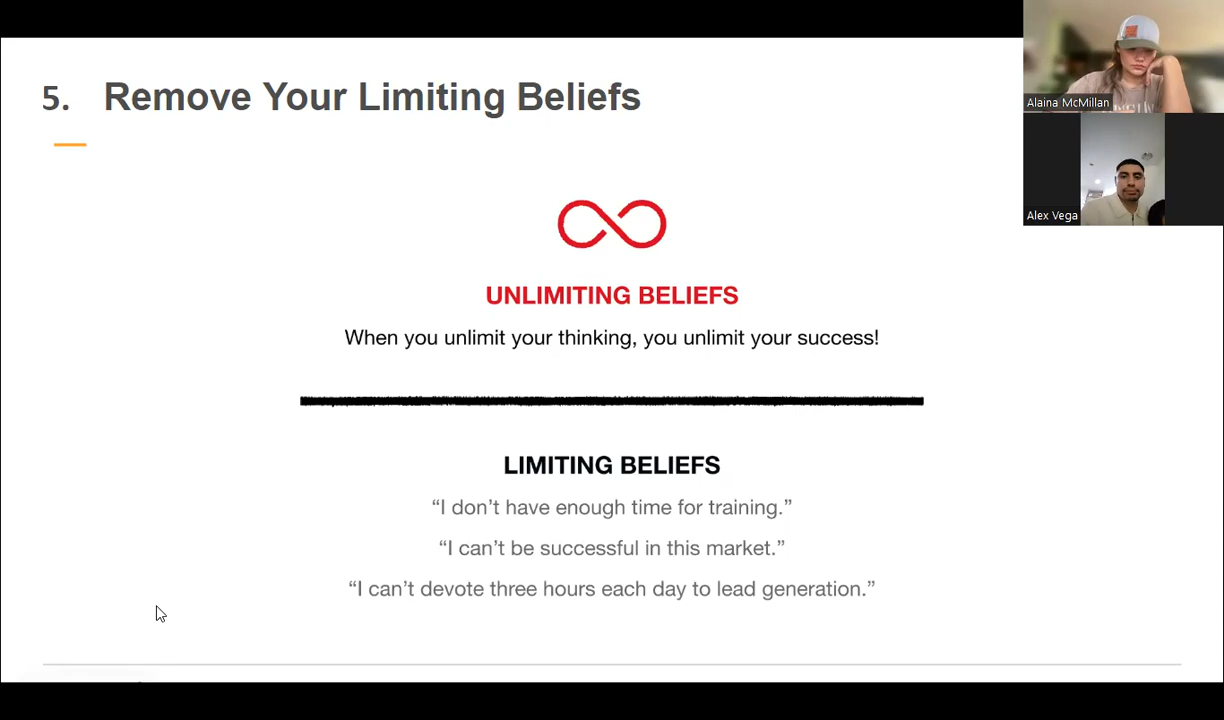 5. Remove Your Limiting Beliefs
UNLIMITING BELIEFS
When you unlimit your thinking, you unlimit your success!
LIMITING BELIEFS
“I don’t have enough time for training.”
“I can’t be successful in this market.”
“I can’t devote three hours each day to lead generation.”
Alaina McMillan
Alex Vega